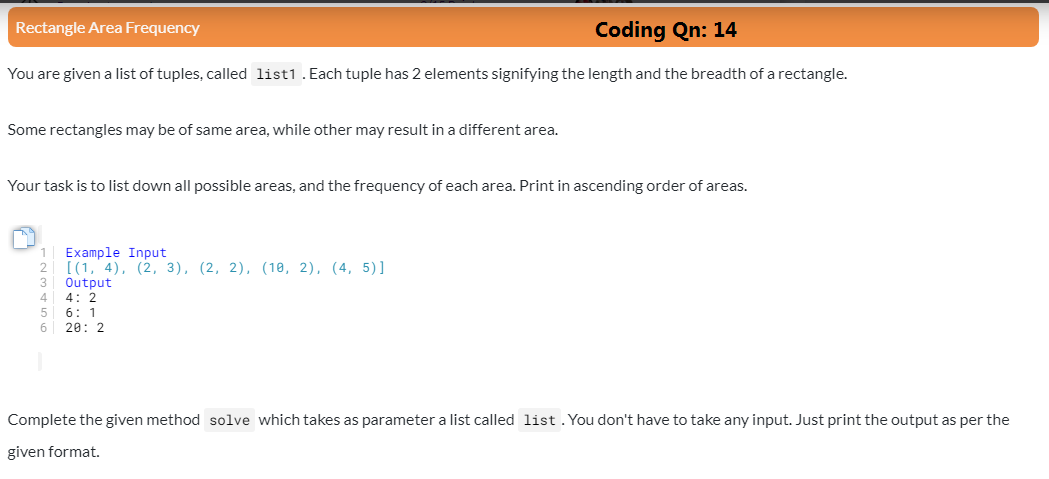 Rectangle Area Frequency
Coding Qn: 14
You are given a list of tuples, called list1 . Each tuple has 2 elements signifying the length and the breadth of a rectangle.
Some rectangles may be of same area, while other may result in a different area.
Your task is to list down all possible areas, and the frequency of each area. Print in ascending order of areas.
1 Example Input
2 [(1, 4), (2, 3), (2, 2), (10, 2), (4, 5)]
3 Output
4 4: 2
5 6: 1
6 20: 2
Complete the given method solve which takes as parameter a list called list . You don't have to take any input. Just print the output as per the
given format.